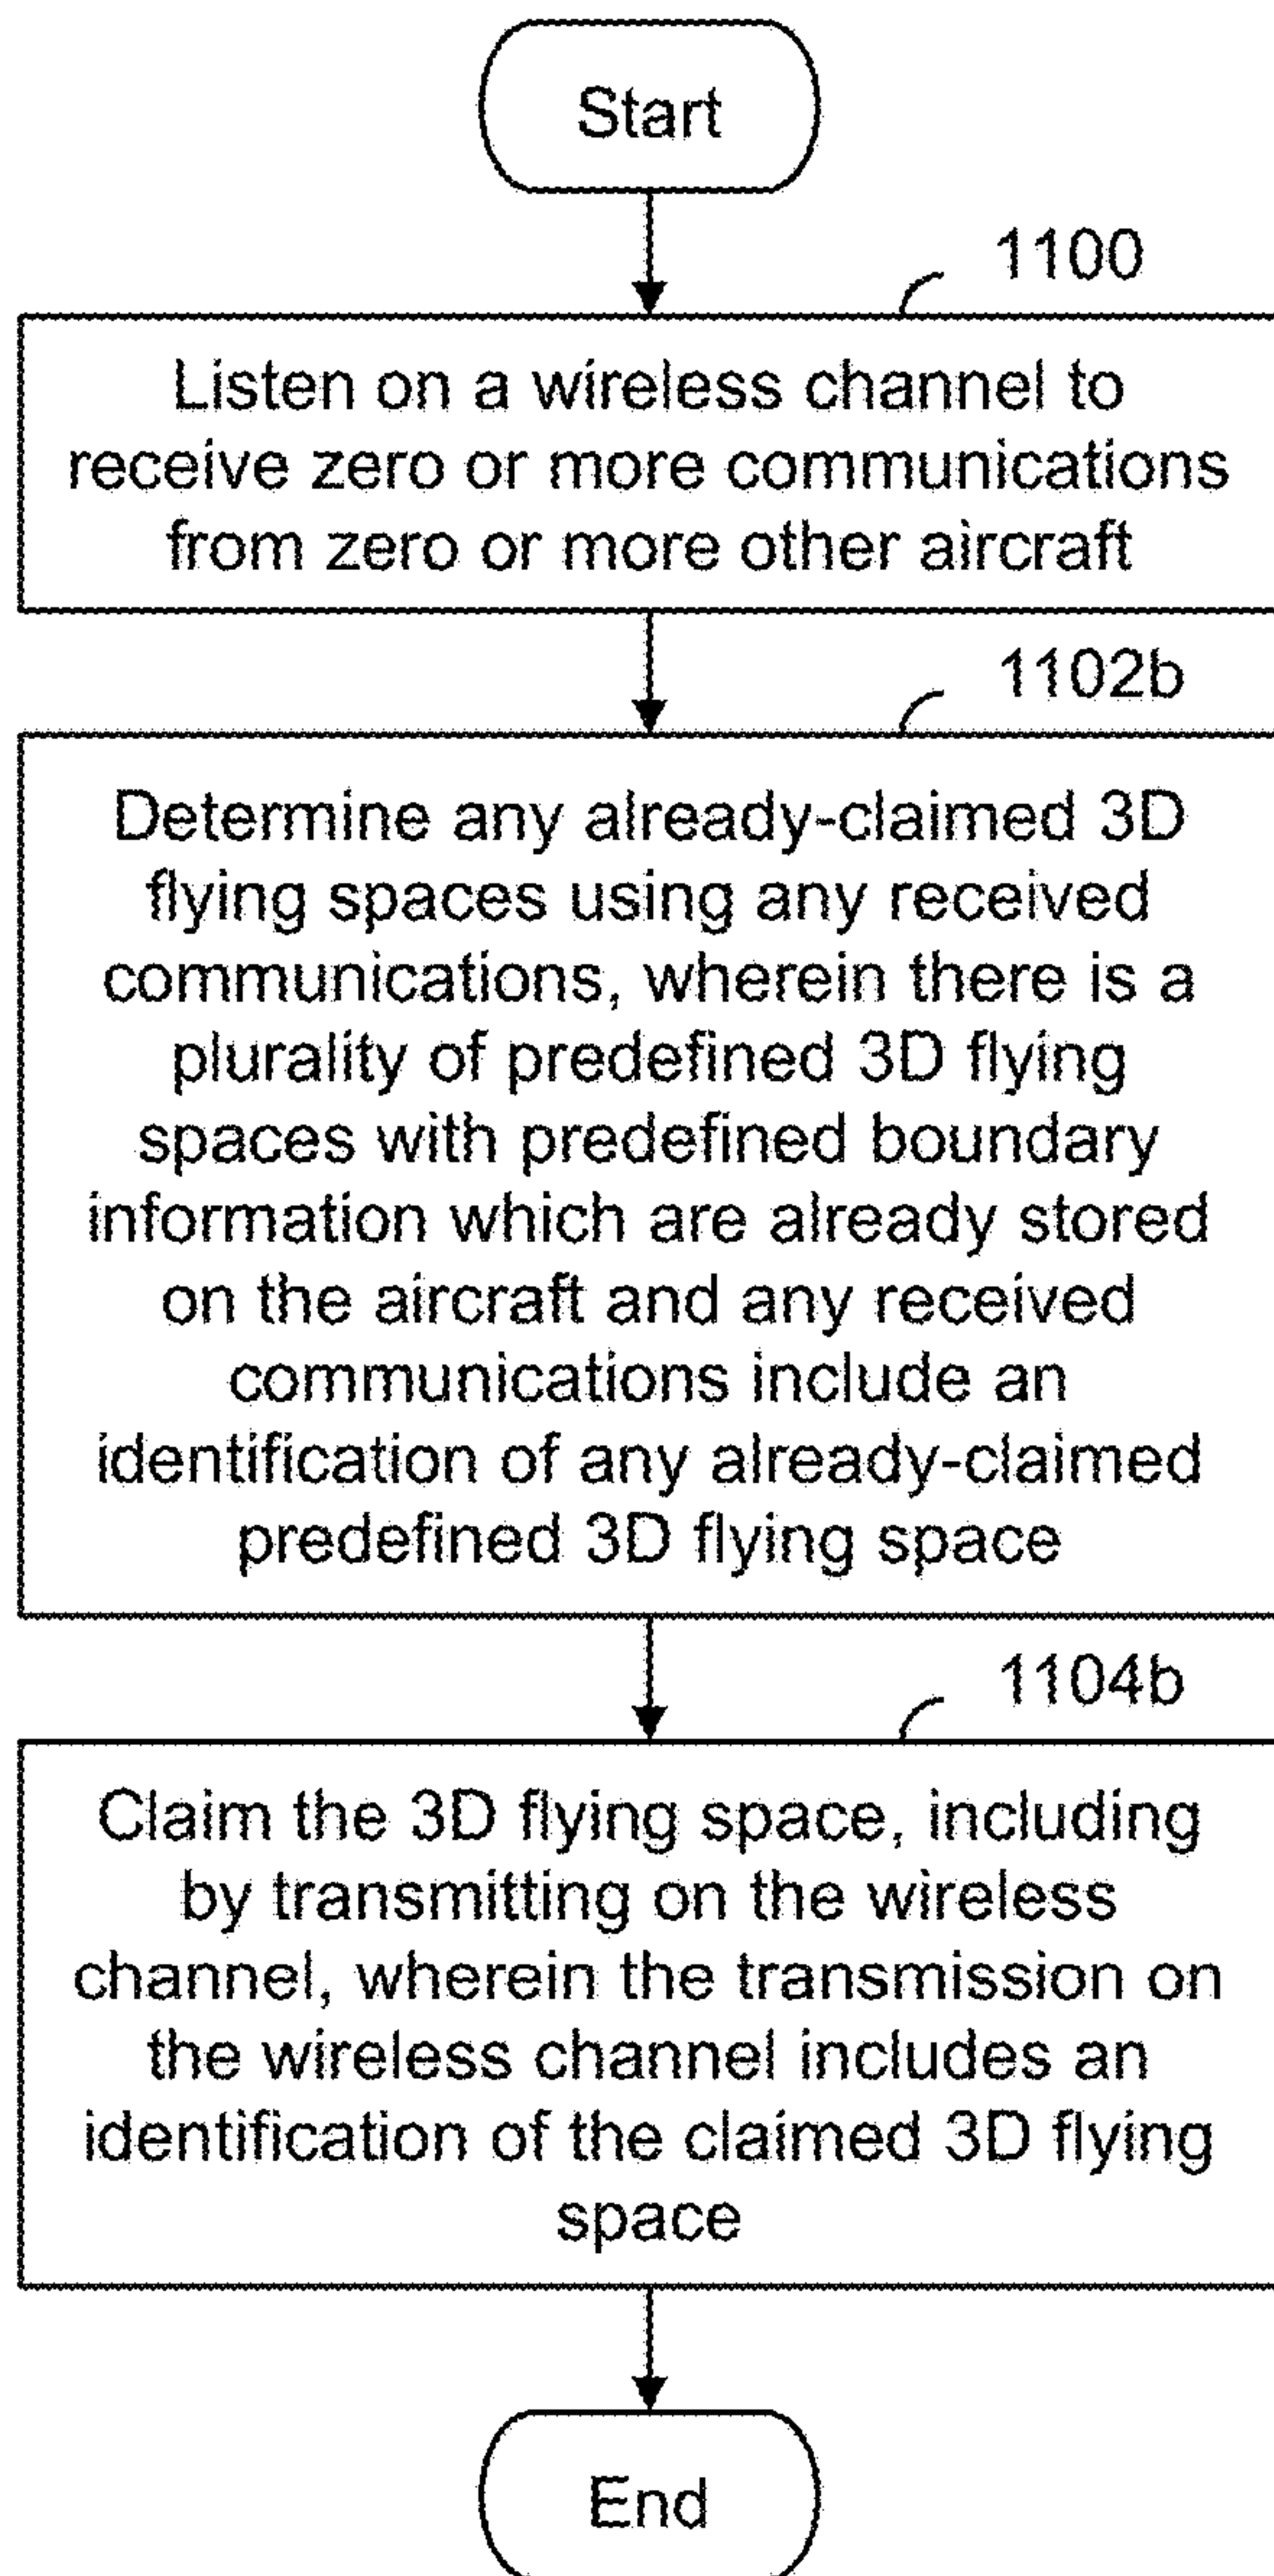 Start
1100
Listen on a wireless channel to
receive zero or more communications
from zero or more other aircraft
1102b
Determine any already-claimed 3D
flying spaces using any received
communications, wherein there is a
plurality of predefined 3D flying
spaces with predefined boundary
information which are already stored
on the aircraft and any received
communications include an
identification of any already-claimed
predefined 3D flying space
1104b
Claim the 3D flying space, including
by transmitting on the wireless
channel, wherein the transmission on
the wireless channel includes an
identification of the claimed 3D flying
space
End